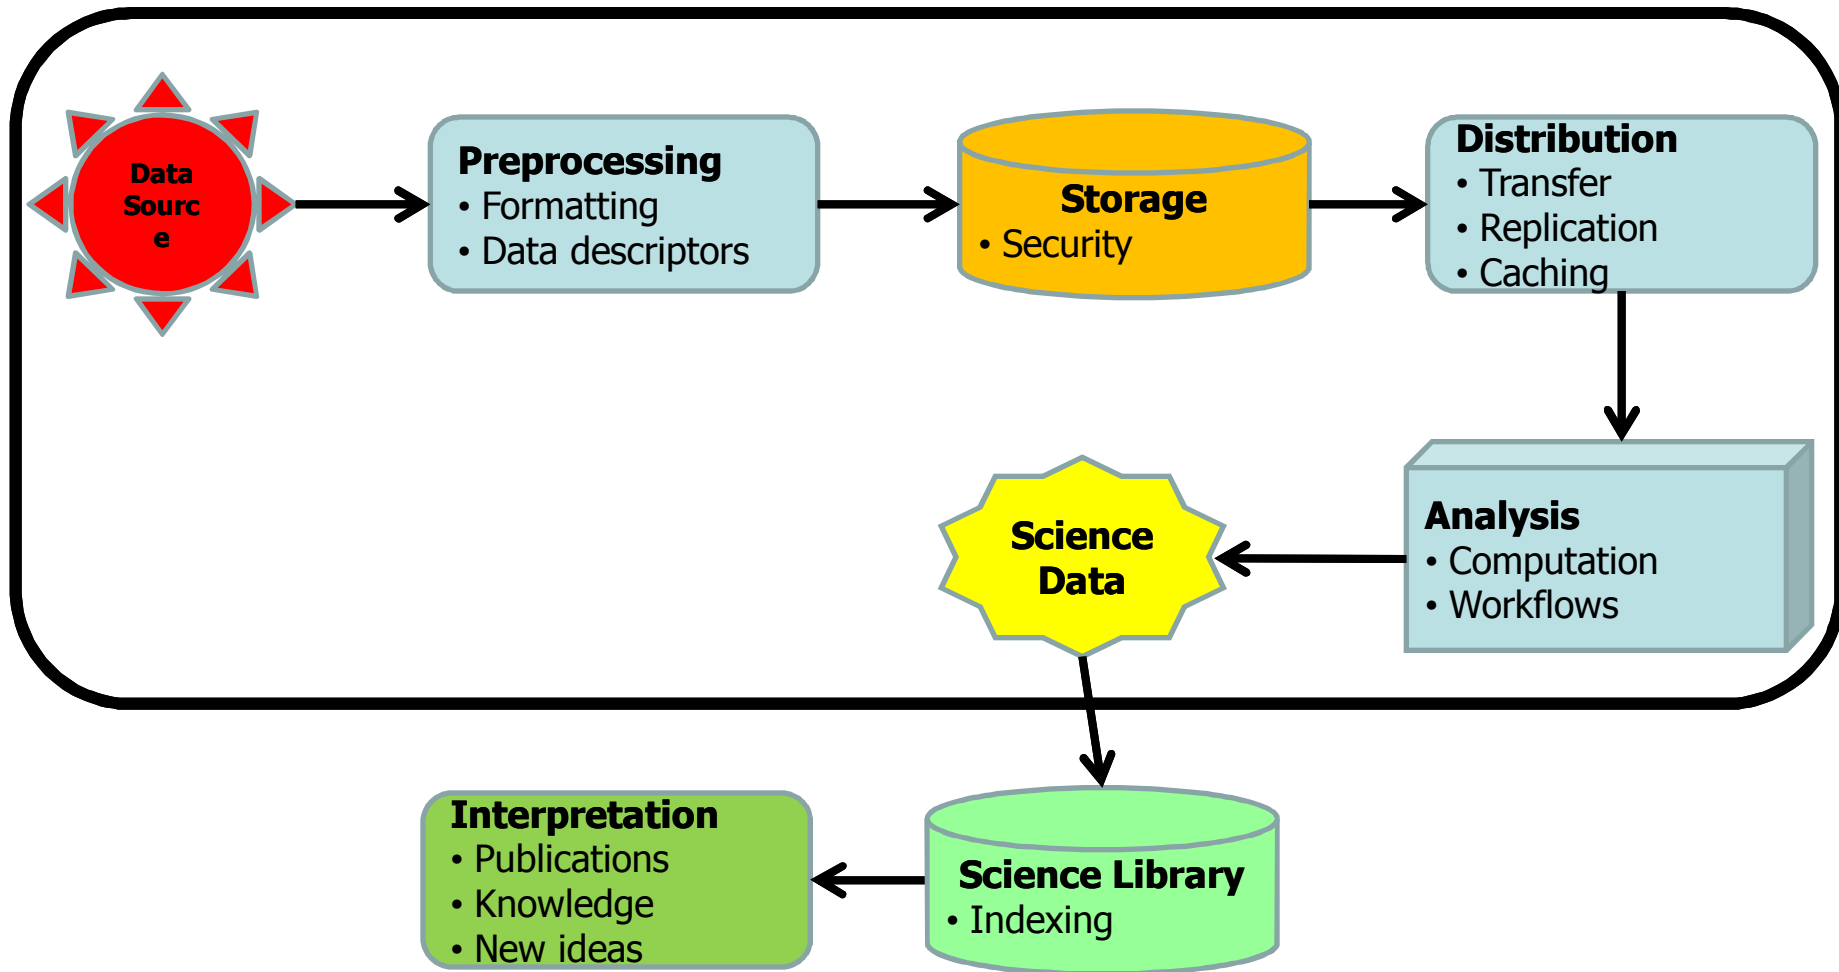 Data
Sourc
e
Preprocessing
• Formatting
• Data descriptors
Storage
• Security
Distribution
• Transfer
• Replication
• Caching
Analysis
• Computation
• Workflows
Science
Data
Science Library
• Indexing
Interpretation
• Publications
• Knowledge
• New ideas